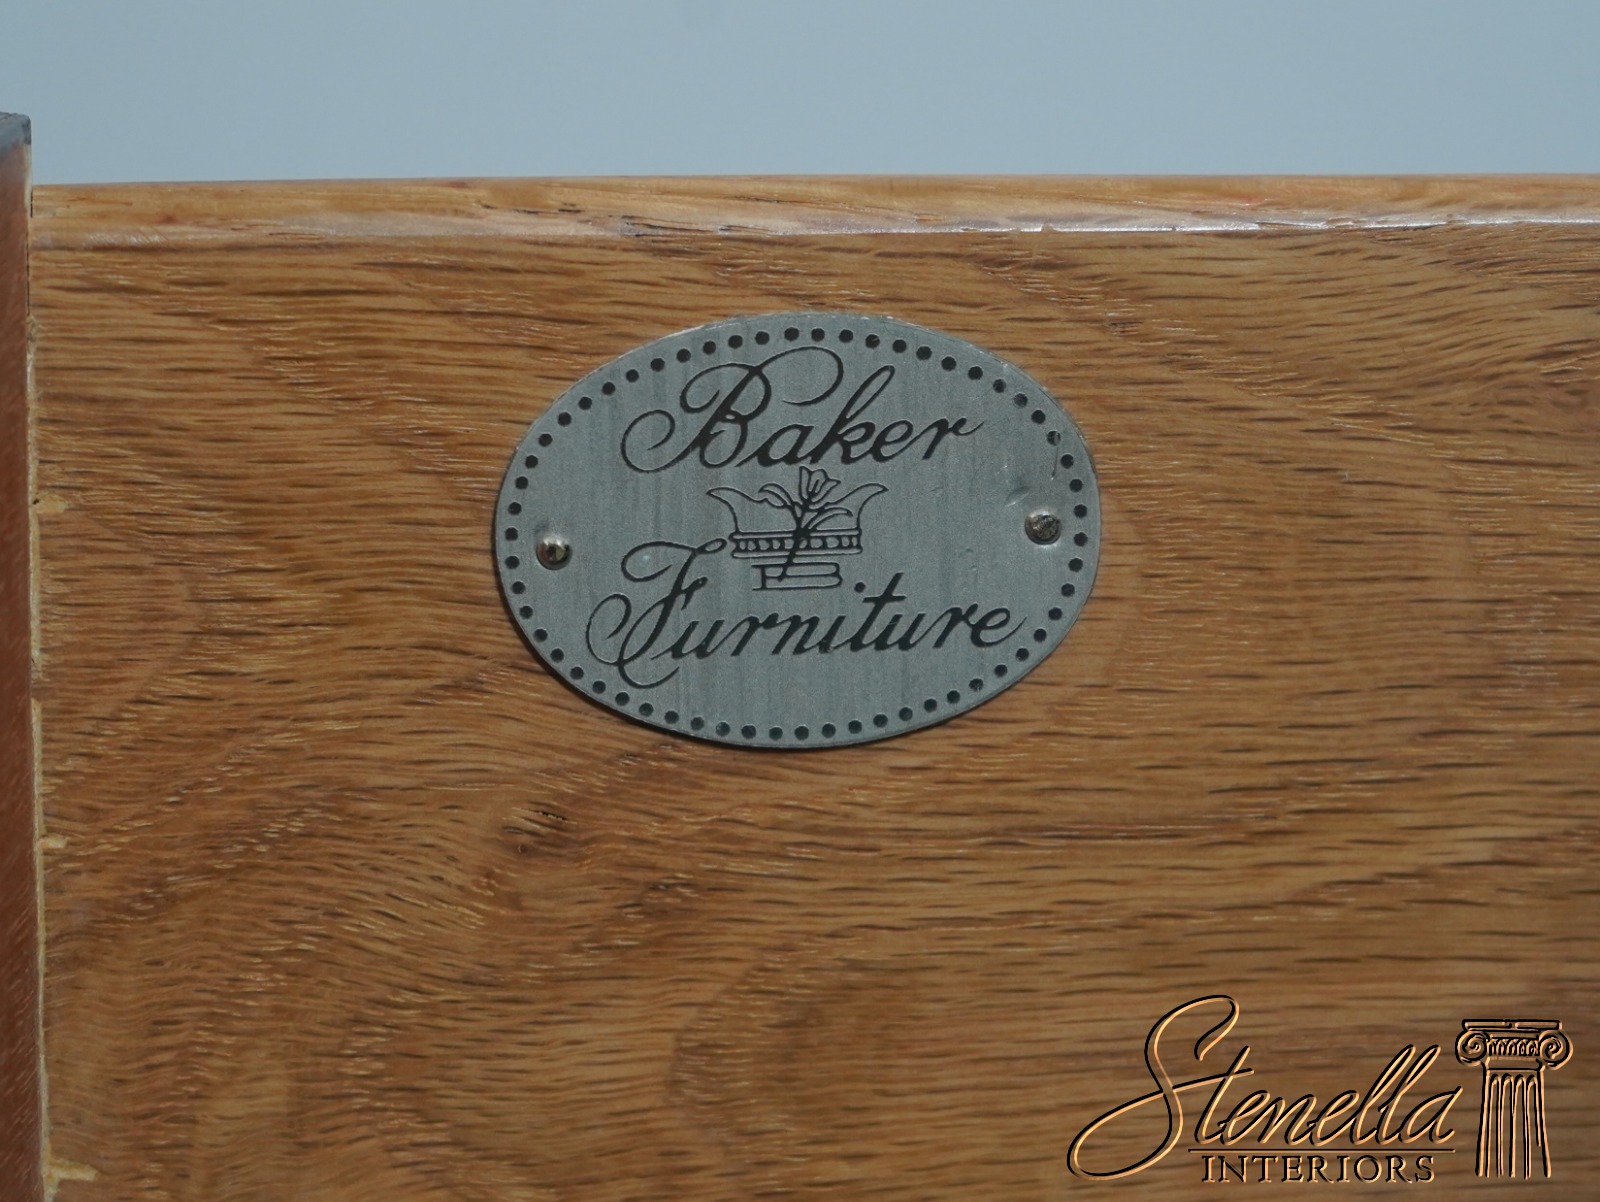 Baker
Furniture
Stenella
INTERIORS